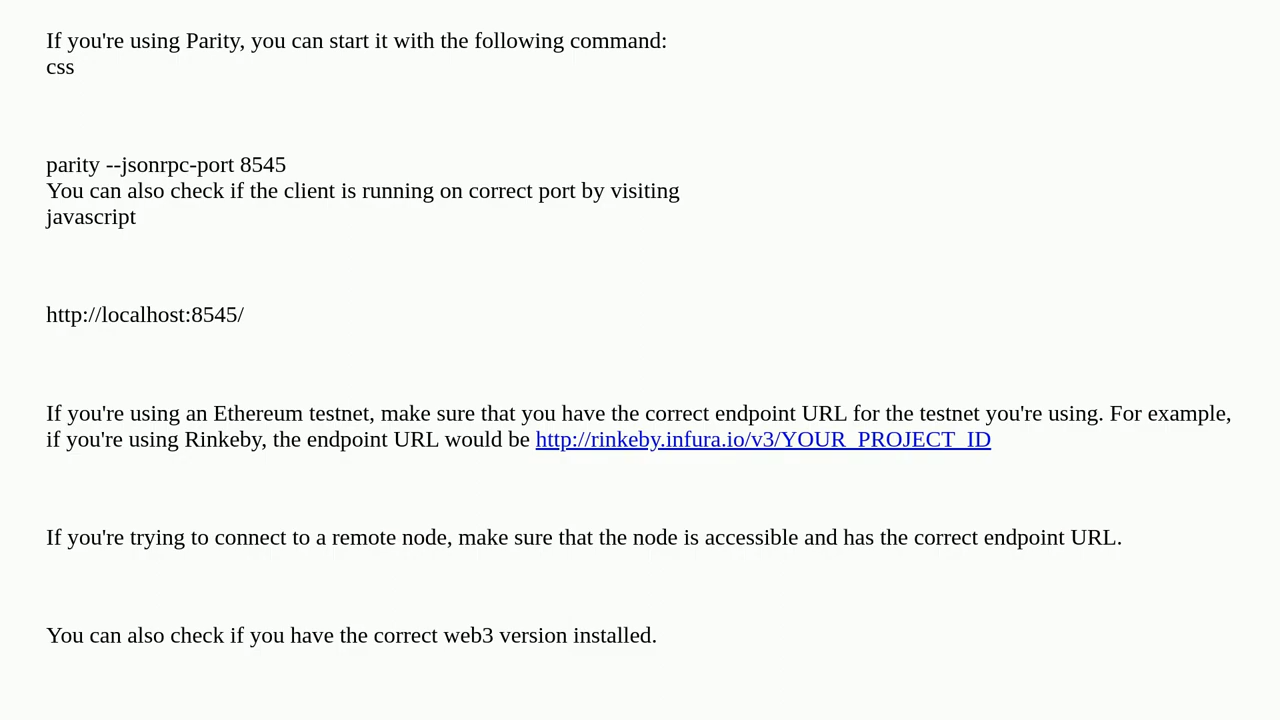 If you're using Parity, you can start it with the following command:
css
parity --jsonrpc-port 8545
You can also check if the client is running on correct port by visiting
javascript
http://localhost:8545/
If you're using an Ethereum testnet, make sure that you have the correct endpoint URL for the testnet you're using. For example,
if you're using Rinkeby, the endpoint URL would be http://rinkeby.infura.io/v3/YOUR_PROJECT_ID
If you're trying to connect to a remote node, make sure that the node is accessible and has the correct endpoint URL.
You can also check if you have the correct web3 version installed.